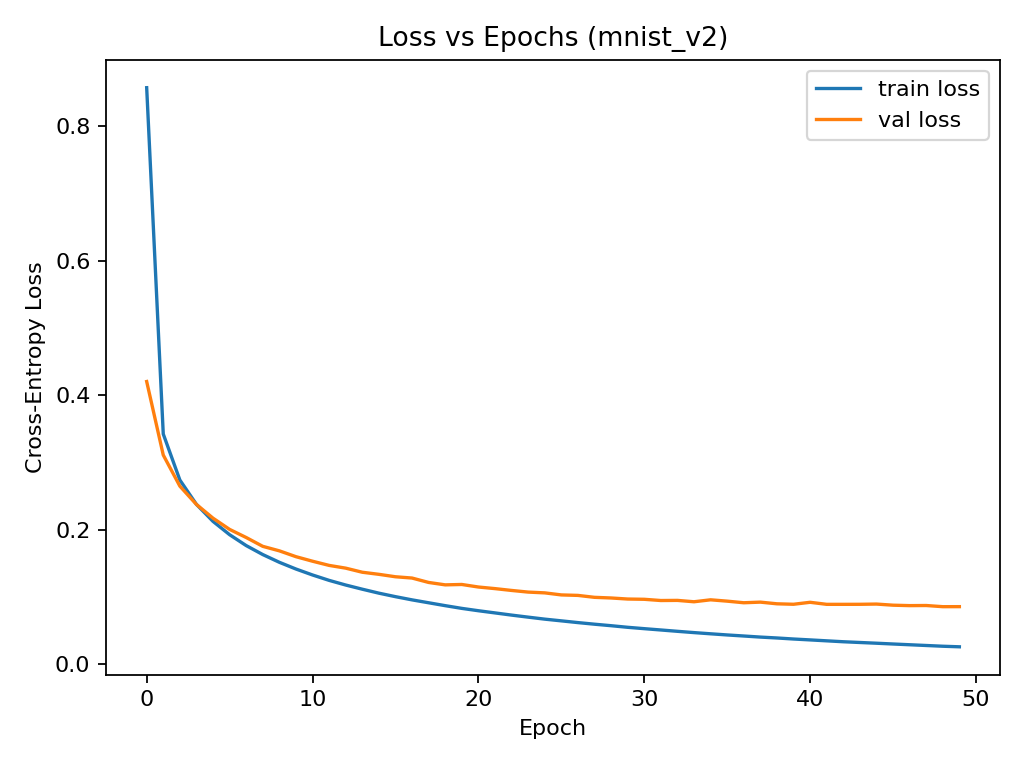 Loss vs Epochs (mnist_v2)
train loss
val loss
Cross-Entropy Loss
0.8
0.6
0.4
0.2
0.0
0 10 20 30 40 50
Epoch